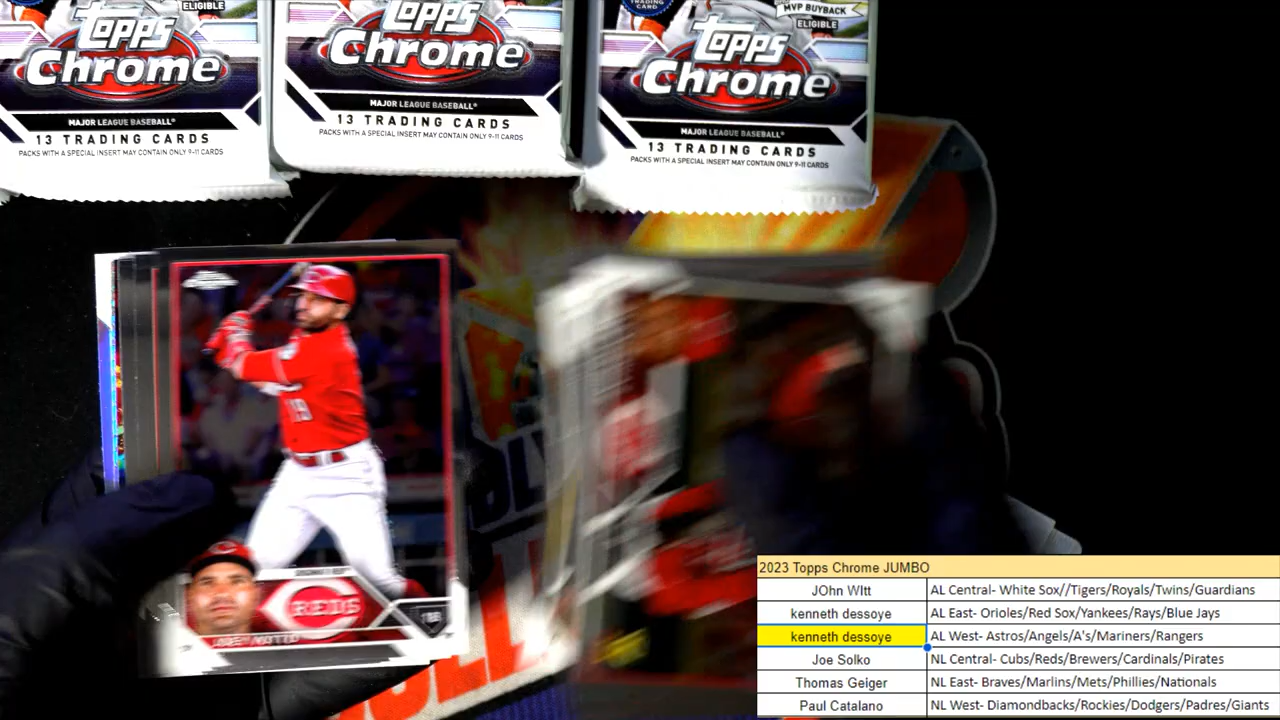 ELIGIBLE
Topps
Chrome
MAJOR LEAGUE BASEBALL®
13 TRADING CARDS
PACKS WITH A SPECIAL INSERT MAY CONTAIN ONLY 9-11 CARDS
Topps
Chrome
MAJOR LEAGUE BASEBALL®
13 TRADING CARDS
PACKS WITH A SPECIAL INSERT MAY CONTAIN ONLY 9-11 CARDS
TRADING
CARD
MVP BUYBACK
ELIGIBLE
Topps
Chrome
MAJOR LEAGUE BASEBALL®
13 TRADING CARDS
PACKS WITH A SPECIAL INSERT MAY CONTAIN ONLY 9-11 CARDS
19
REDS
JOEY VOTTO
2023 Topps Chrome JUMBO
JOhn WItt AL Central- White Sox//Tigers/Royals/Twins/Guardians
kenneth dessoye AL East- Orioles/Red Sox/Yankees/Rays/Blue Jays
kenneth dessoye AL West- Astros/Angels/A's/Mariners/Rangers
Joe Solko NL Central- Cubs/Reds/Brewers/Cardinals/Pirates
Thomas Geiger NL East- Braves/Marlins/Mets/Phillies/Nationals
Paul Catalano NL West- Diamondbacks/Rockies/Dodgers/Padres/Giants